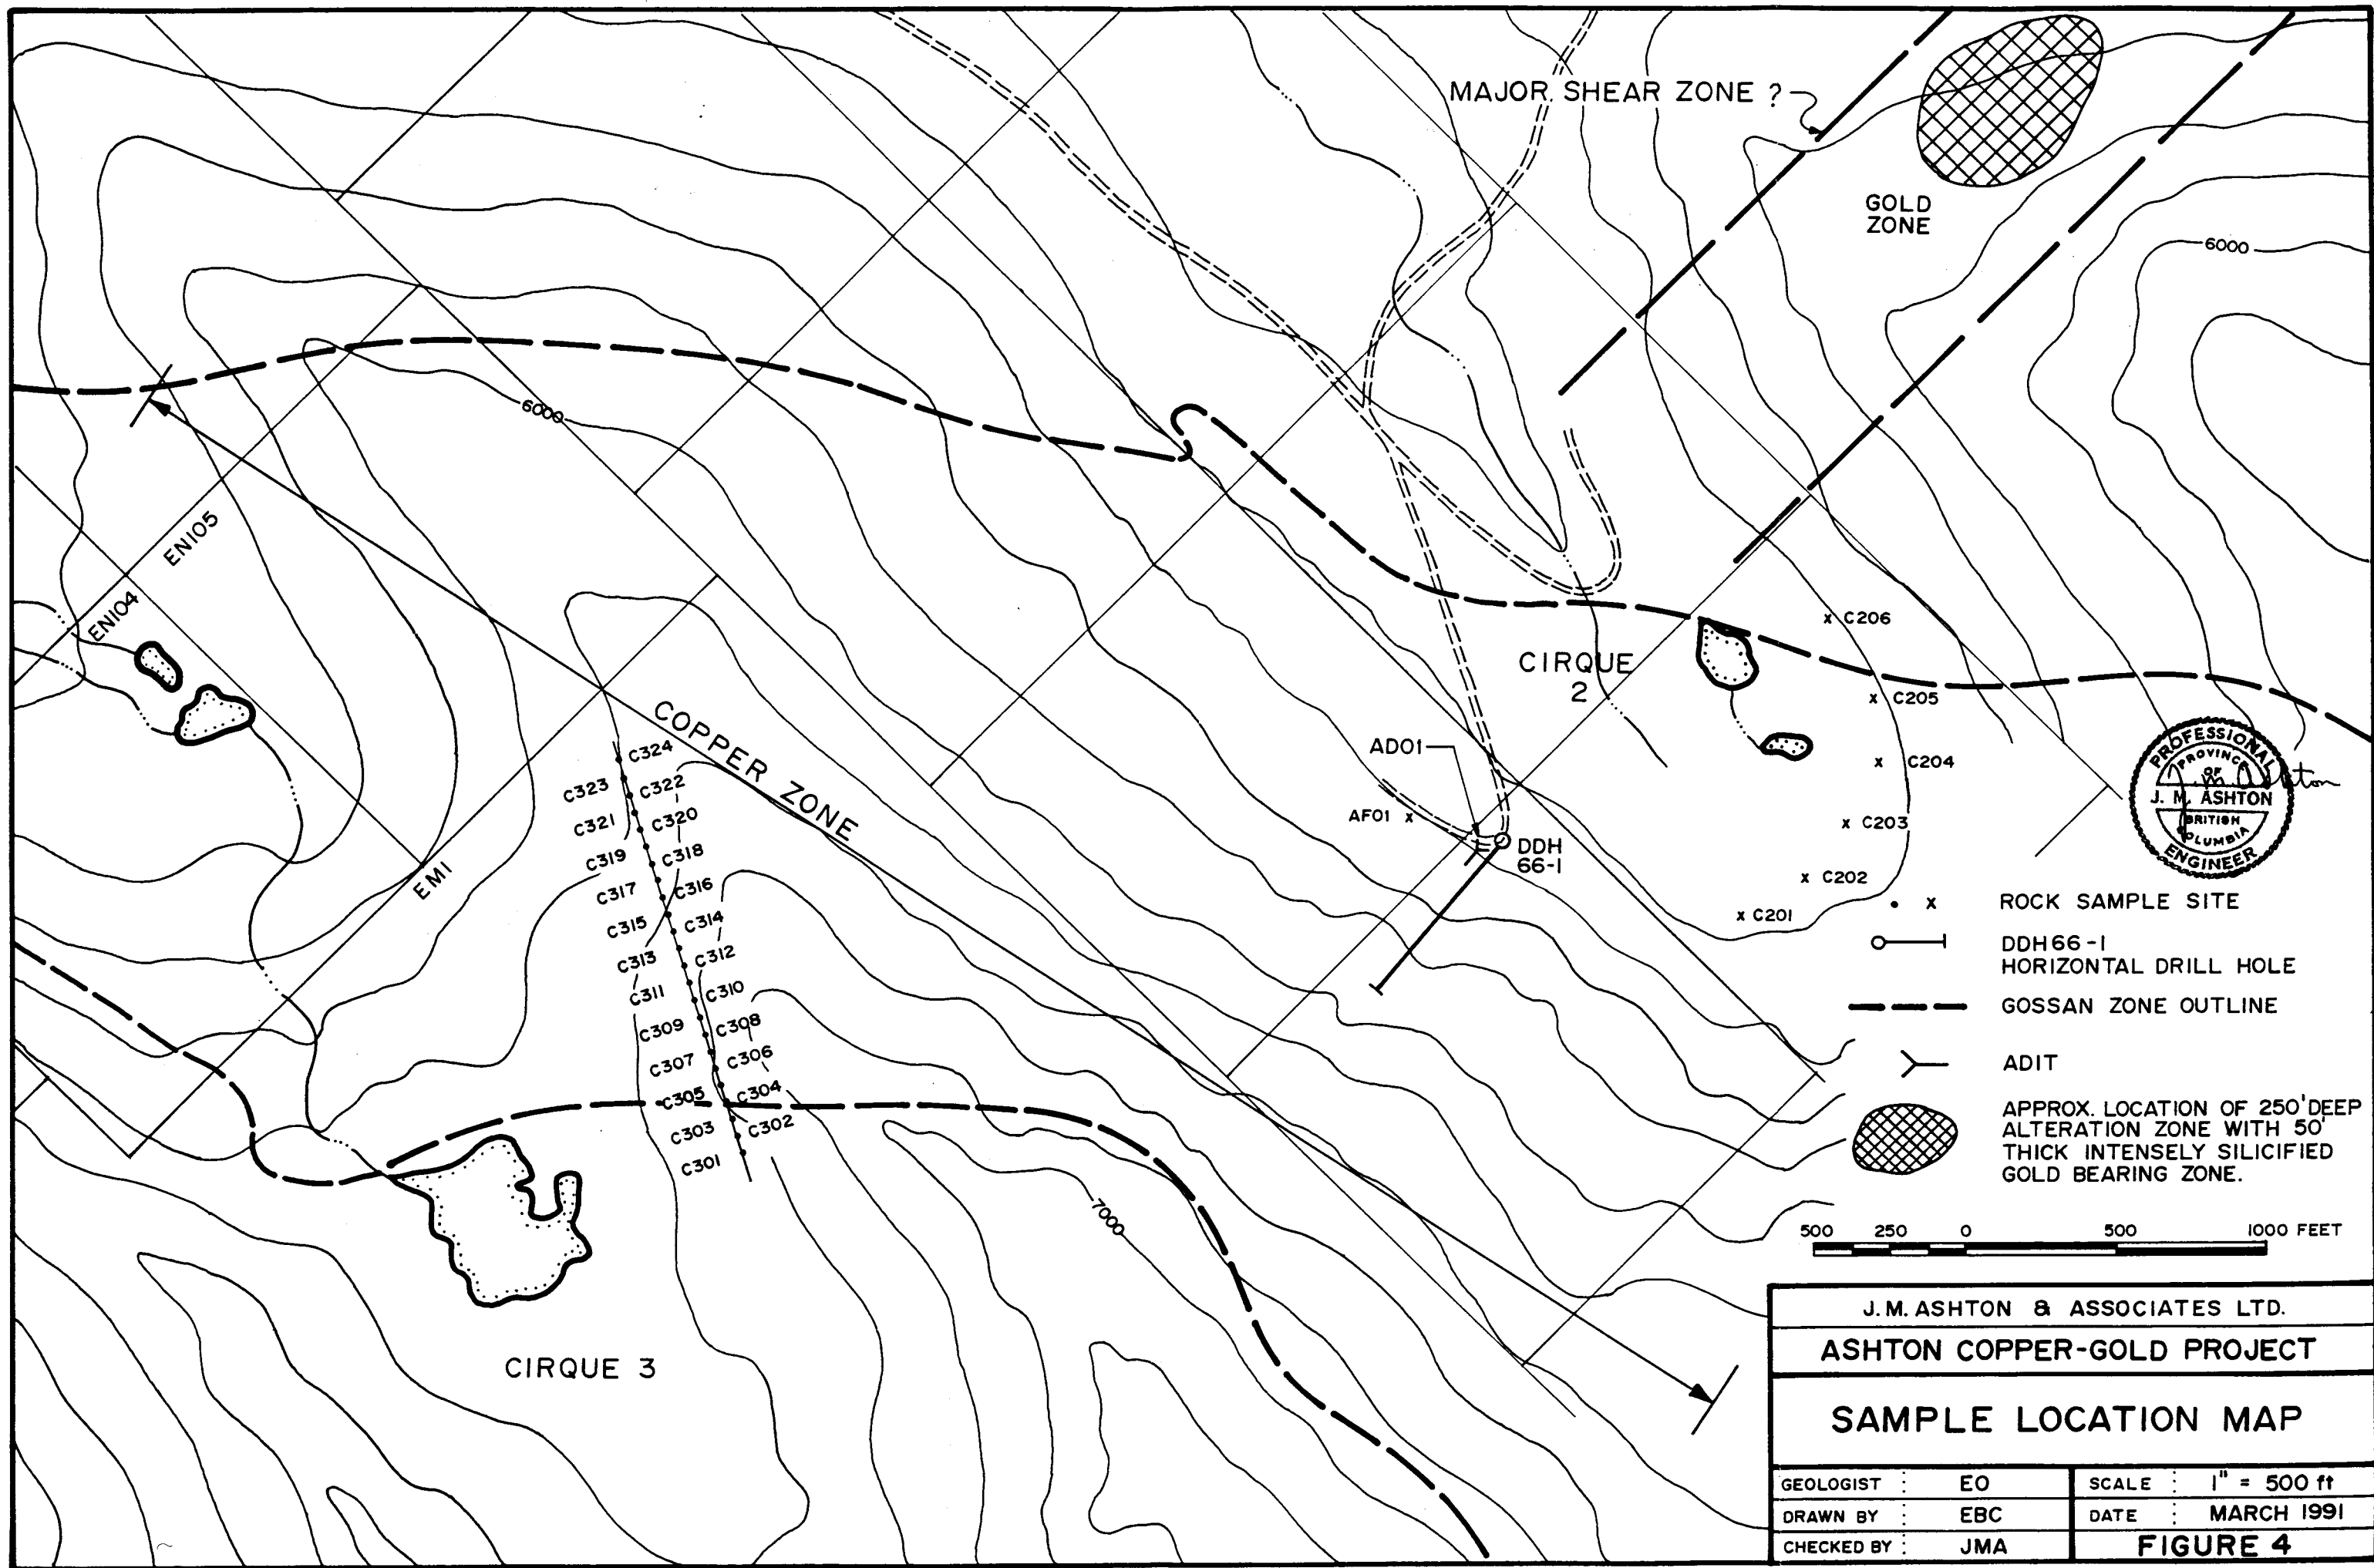 MAJOR SHEAR ZONE ?
GOLD
ZONE
6000
6000
EN105
EN104
EM1
COPPER ZONE
CIRQUE
2
C206
C205
C204
C203
C202
C201
AD01
AF01
DDH
66-1
C324
C323
C322
C321
C320
C319
C318
C317
C316
C315
C314
C313
C312
C311
C310
C309
C308
C307
C306
C305
C304
C303
C302
C301
7000
CIRQUE 3
PROFESSIONAL
PROVINCE
OF
J. M. ASHTON
BRITISH
COLUMBIA
ENGINEER
ROCK SAMPLE SITE
DDH 66-1
HORIZONTAL DRILL HOLE
GOSSAN ZONE OUTLINE
ADIT
APPROX. LOCATION OF 250' DEEP
ALTERATION ZONE WITH 50'
THICK INTENSELY SILICIFIED
GOLD BEARING ZONE.
500 250 0 500 1000 FEET
J. M. ASHTON & ASSOCIATES LTD.
ASHTON COPPER-GOLD PROJECT
SAMPLE LOCATION MAP
GEOLOGIST : EO
SCALE : 1" = 500 ft
DRAWN BY : EBC
DATE : MARCH 1991
CHECKED BY : JMA
FIGURE 4